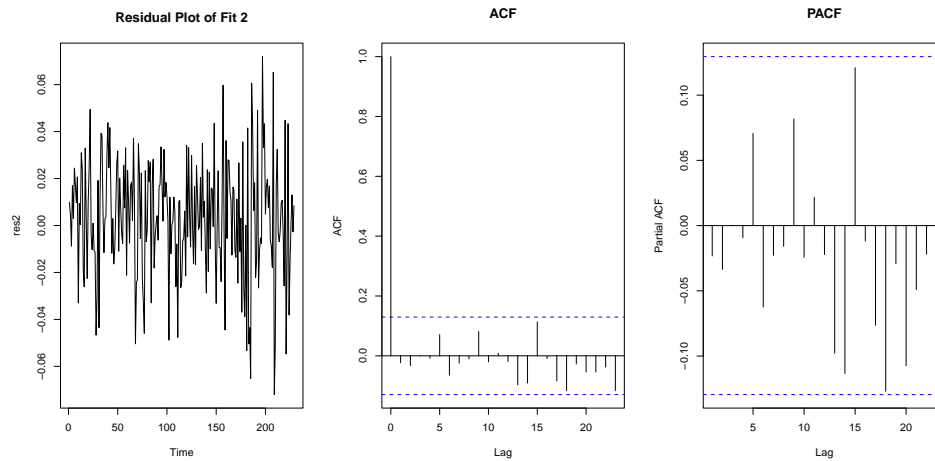 Residual Plot of Fit 2
res2
0.06
0.04
0.02
0.00
−0.02
−0.04
−0.06
0 50 100 150 200
Time
ACF
ACF
1.0
0.8
0.6
0.4
0.2
0.0
0 5 10 15 20
Lag
PACF
Partial ACF
0.10
0.05
0.00
−0.05
−0.10
5 10 15 20
Lag